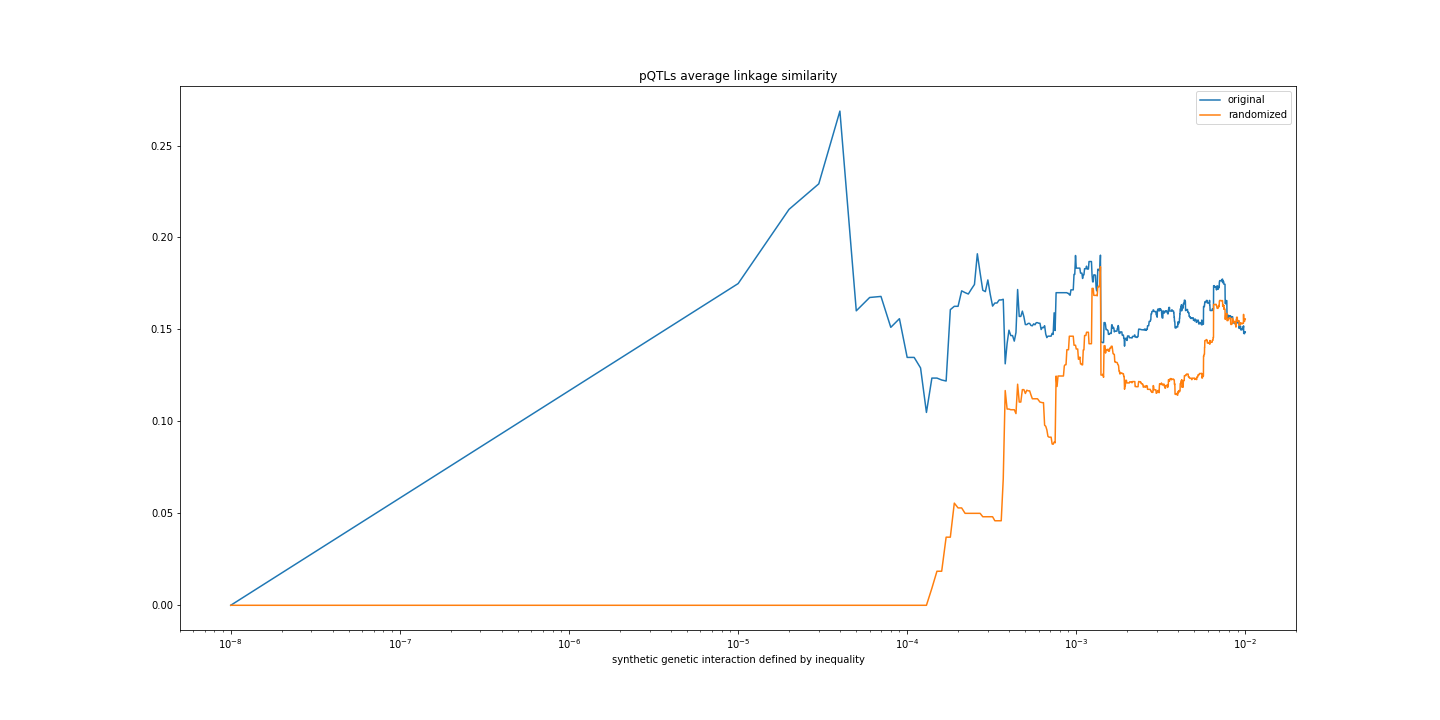 pQTLs average linkage similarity
original
randomized
0.25
0.20
0.15
0.10
0.05
0.00
10⁻⁸ 10⁻⁷ 10⁻⁶ 10⁻⁵ 10⁻⁴ 10⁻³ 10⁻²
synthetic genetic interaction defined by inequality